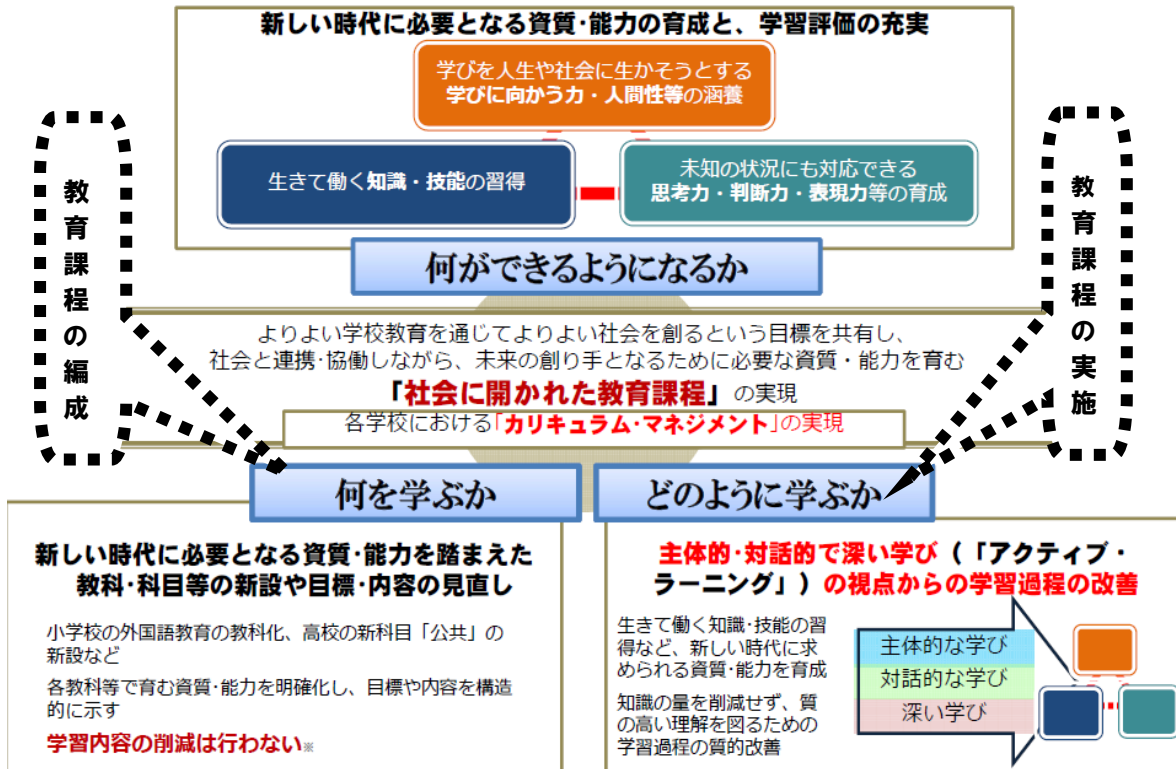 新しい時代に必要となる資質・能力の育成と、学習評価の充実
学びを人生や社会に生かそうとする
学びに向かう力・人間性等の涵養
生きて働く知識・技能の習得
未知の状況にも対応できる
思考力・判断力・表現力等の育成
何ができるようになるか
教育課程の編成
教育課程の実施
よりよい学校教育を通じてよりよい社会を創るという目標を共有し、
社会と連携・協働しながら、未来の創り手となるために必要な資質・能力を育む
「社会に開かれた教育課程」の実現
各学校における「カリキュラム・マネジメント」の実現
何を学ぶか
新しい時代に必要となる資質・能力を踏まえた
教科・科目等の新設や目標・内容の見直し
小学校の外国語教育の教科化、高校の新科目「公共」の
新設など
各教科等で育む資質・能力を明確化し、目標や内容を構造
的に示す
学習内容の削減は行わない※
どのように学ぶか
主体的・対話的で深い学び（「アクティブ・
ラーニング」）の視点からの学習過程の改善
生きて働く知識・技能の習
得など、新しい時代に求
められる資質・能力を育成
知識の量を削減せず、質
の高い理解を図るための
学習過程の質的改善
主体的な学び
対話的な学び
深い学び